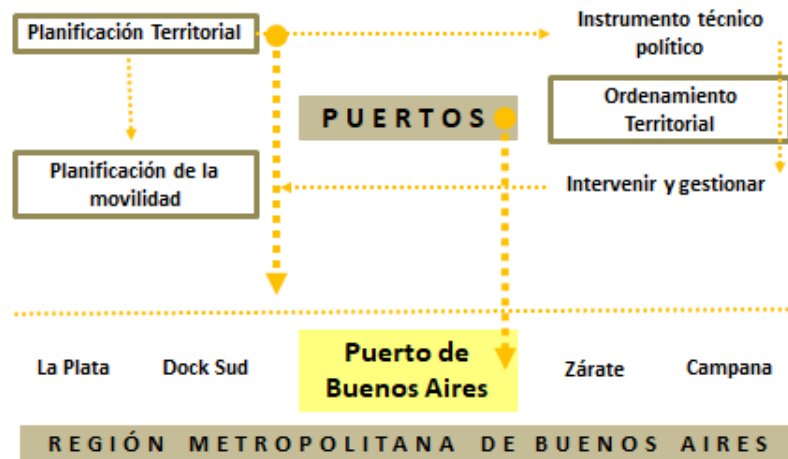 Planificación Territorial
Instrumento técnico
político
PUERTOS
Ordenamiento
Territorial
Planificación de la
movilidad
Intervenir y gestionar
La Plata
Dock Sud
Puerto de
Buenos Aires
Zárate
Campana
REGIÓN METROPOLITANA DE BUENOS AIRES